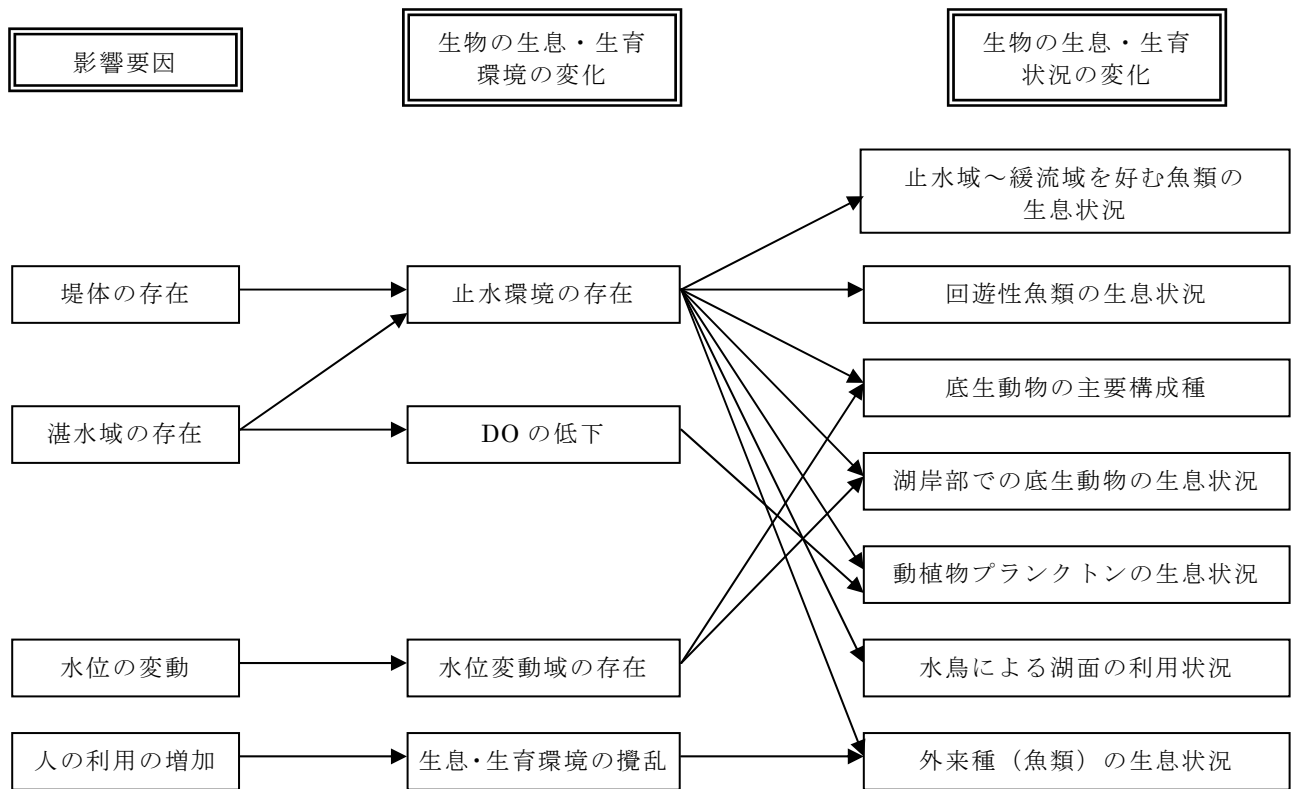 影響要因
生物の生息・生育
環境の変化
生物の生息・生育
状況の変化
止水域～緩流域を好む魚類の
生息状況
堤体の存在
止水環境の存在
回遊性魚類の生息状況
底生動物の主要構成種
湛水域の存在
DO の低下
湖岸部での底生動物の生息状況
動植物プランクトンの生息状況
水位の変動
水位変動域の存在
水鳥による湖面の利用状況
人の利用の増加
生息・生育環境の攪乱
外来種（魚類）の生息状況